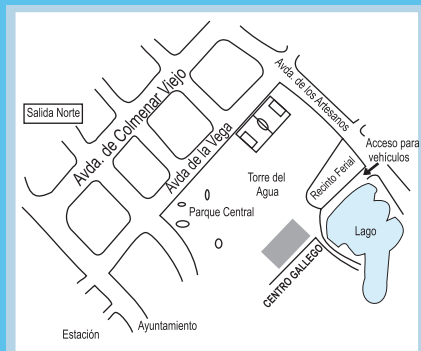 Avda. de los Artesanos
Salida Norte
Avda. de Colmenar Viejo
Acceso para
vehículos
Avda de la Vega
Recinto Ferial
Torre del
Agua
Parque Central
Lago
CENTRO GALLEGO
Ayuntamiento
Estación